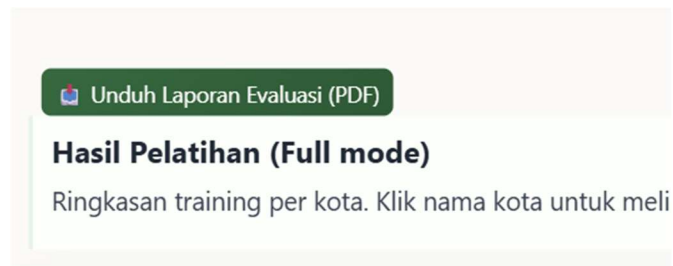 Unduh Laporan Evaluasi (PDF)
Hasil Pelatihan (Full mode)
Ringkasan training per kota. Klik nama kota untuk meli